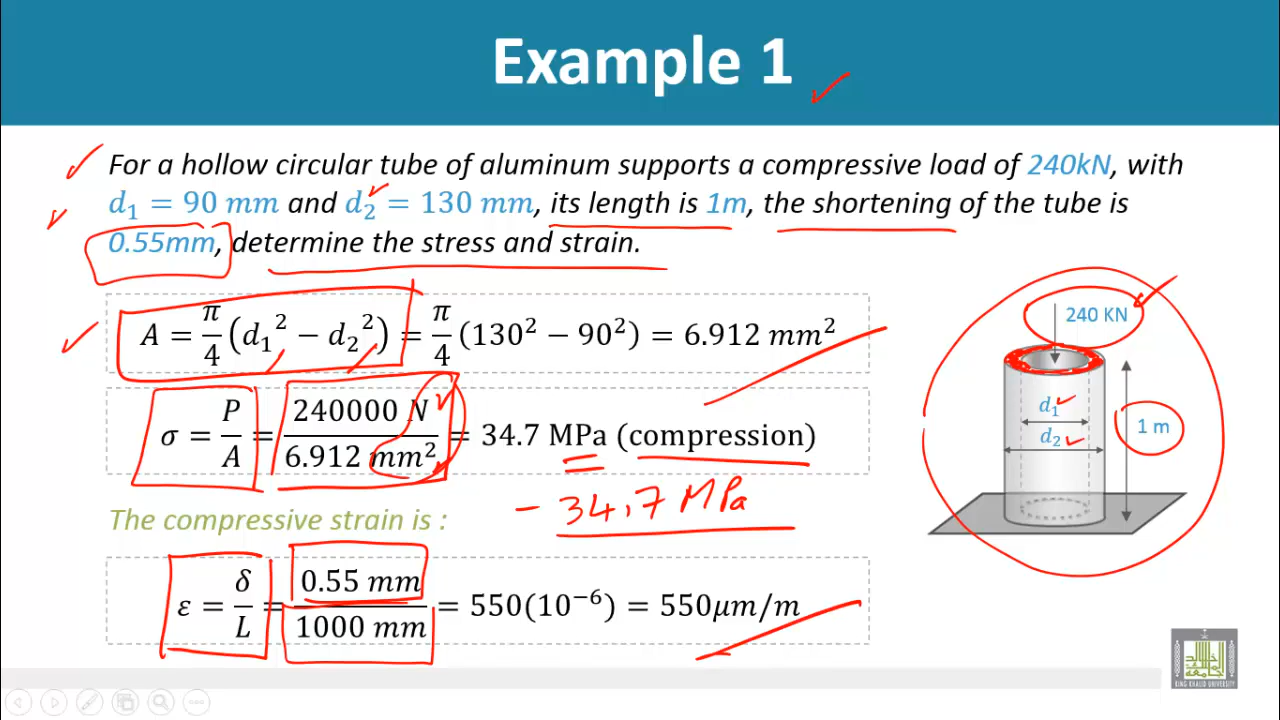 Example 1
For a hollow circular tube of aluminum supports a compressive load of 240kN, with
d₁ = 90 mm and d₂ = 130 mm, its length is 1m, the shortening of the tube is
0.55mm, determine the stress and strain.
A = π/4 (d₁² − d₂²) = π/4 (130² − 90²) = 6.912 mm²
σ = P/A = 240000 N / 6.912 mm² = 34.7 MPa (compression)
- 34,7 MPa
The compressive strain is :
ε = δ/L = 0.55 mm / 1000 mm = 550(10⁻⁶) = 550μm/m
240 KN
d₁
d₂
1 m
KING KHALID UNIVERSITY